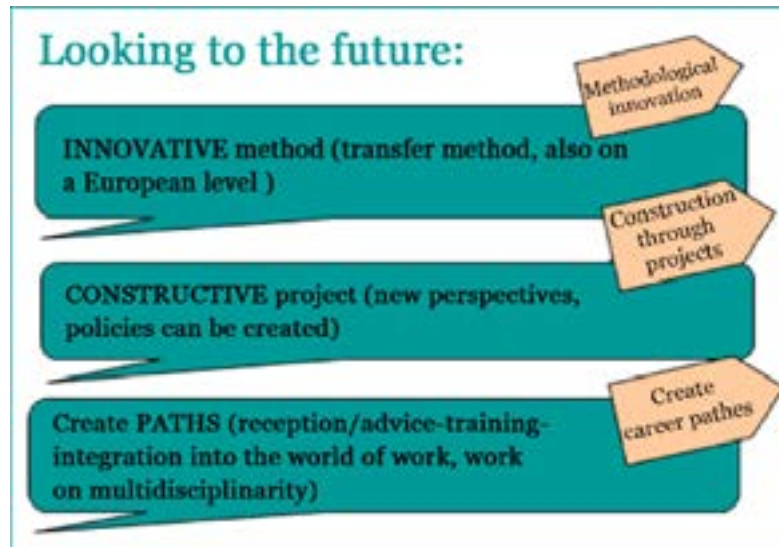 Looking to the future:
Methodological
innovation
INNOVATIVE method (transfer method, also on
a European level )
Construction
through
projects
CONSTRUCTIVE project (new perspectives,
policies can be created)
Create
career pathes
Create PATHS (reception/advice-training-
integration into the world of work, work
on multidisciplinarity)